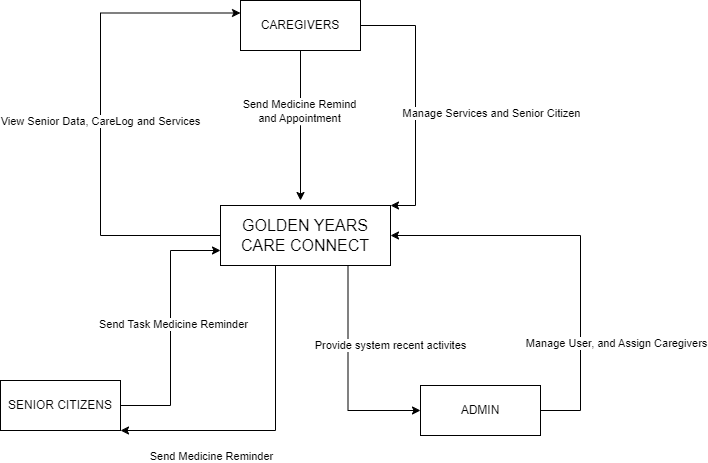 CAREGIVERS
Send Medicine Remind
and Appointment
Manage Services and Senior Citizen
View Senior Data, CareLog and Services
GOLDEN YEARS
CARE CONNECT
Send Task Medicine Reminder
Provide system recent activites
Manage User, and Assign Caregivers
SENIOR CITIZENS
ADMIN
Send Medicine Reminder